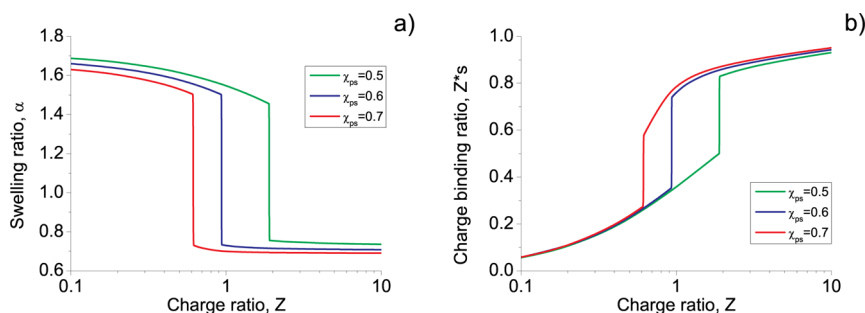 a)
1.8
1.6
1.4
1.2
1.0
0.8
0.6
Swelling ratio, α
χps=0.5
χps=0.6
χps=0.7
0.1
1
10
Charge ratio, Z
b)
1.0
0.8
0.6
0.4
0.2
0.0
Charge binding ratio, Z*s
χps=0.5
χps=0.6
χps=0.7
0.1
1
10
Charge ratio, Z